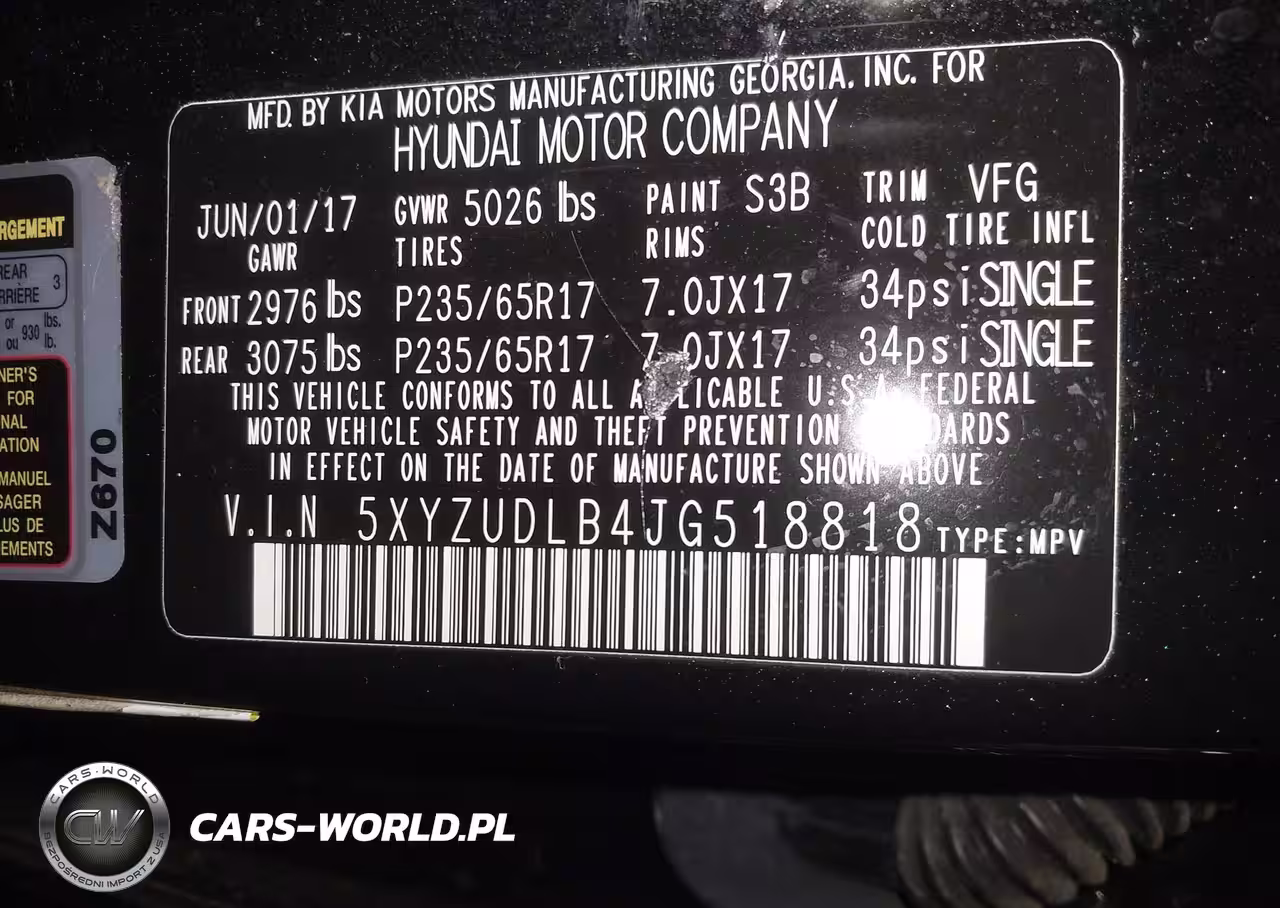 MFD. BY KIA MOTORS MANUFACTURING GEORGIA. INC. FOR
HYUNDAI MOTOR COMPANY
JUN/01/17 GVWR 5026 lbs PAINT S3B TRIM VFG
GAWR TIRES RIMS COLD TIRE INFL
FRONT 2976 lbs P235/65R17 7.0JX17 34psi SINGLE
REAR 3075 lbs P235/65R17 7.0JX17 34psi SINGLE
THIS VEHICLE CONFORMS TO ALL U.S.A. FEDERAL
MOTOR VEHICLE SAFETY AND THEFT PREVENTION
IN EFFECT ON THE DATE OF MANUFACTURE SHOWN ABOVE
V.I.N 5XYZUDLB4JG518818 TYPE:MPV
RGEMENT
REAR
RRIÈRE 3
or 930 lbs.
ou lb.
NER'S
FOR
NAL
ATION
MANUEL
SAGER
LUS DE
EMENTS
Z670
CARS-WORLD
CW
BEZPOŚREDNI IMPORT Z USA
CARS-WORLD.PL